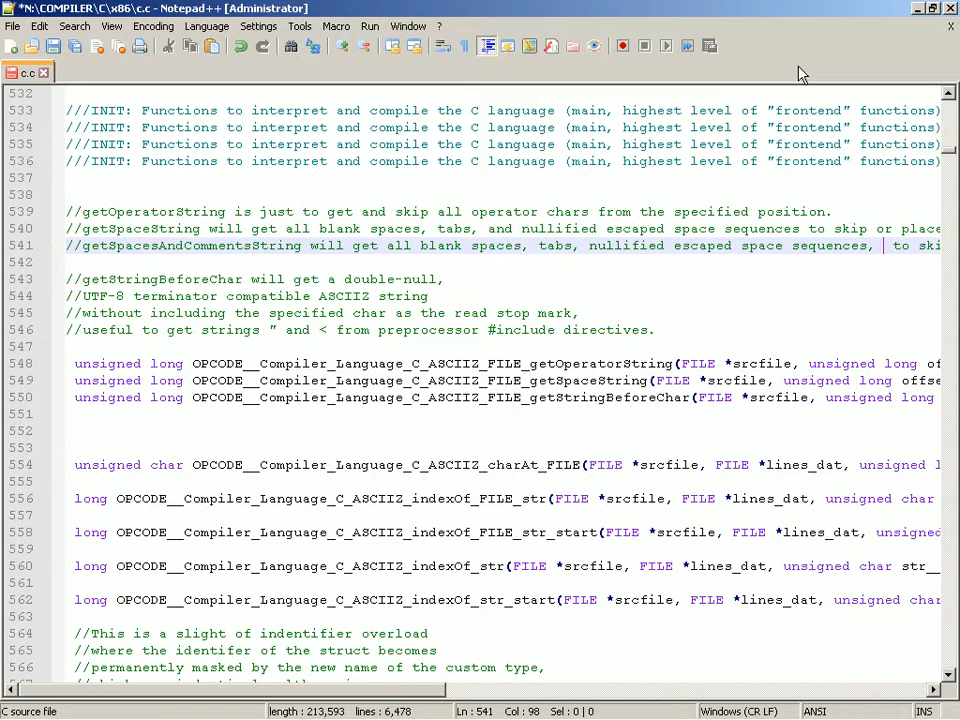 *N:\COMPILER\C\x86\c.c - Notepad++ [Administrator]
File Edit Search View Encoding Language Settings Tools Macro Run Window ? X
c.c
532
533 ///INIT: Functions to interpret and compile the C language (main, highest level of "frontend" functions)
534 ///INIT: Functions to interpret and compile the C language (main, highest level of "frontend" functions)
535 ///INIT: Functions to interpret and compile the C language (main, highest level of "frontend" functions)
536 ///INIT: Functions to interpret and compile the C language (main, highest level of "frontend" functions)
537
538
539 //getOperatorString is just to get and skip all operator chars from the specified position.
540 //getSpaceString will get all blank spaces, tabs, and nullified escaped space sequences to skip or place
541 //getSpacesAndCommentsString will get all blank spaces, tabs, nullified escaped space sequences,  to ski
542
543 //getStringBeforeChar will get a double-null,
544 //UTF-8 terminator compatible ASCIIZ string
545 //without including the specified char as the read stop mark,
546 //useful to get strings " and < from preprocessor #include directives.
547
548 unsigned long OPCODE__Compiler_Language_C_ASCIIZ_FILE_getOperatorString(FILE *srcfile, unsigned long of
549 unsigned long OPCODE__Compiler_Language_C_ASCIIZ_FILE_getSpaceString(FILE *srcfile, unsigned long offse
550 unsigned long OPCODE__Compiler_Language_C_ASCIIZ_FILE_getStringBeforeChar(FILE *srcfile, unsigned long
551
552
553
554 unsigned char OPCODE__Compiler_Language_C_ASCIIZ_charAt_FILE(FILE *srcfile, FILE *lines_dat, unsigned l
555
556 long OPCODE__Compiler_Language_C_ASCIIZ_indexOf_FILE_str(FILE *srcfile, FILE *lines_dat, unsigned char
557
558 long OPCODE__Compiler_Language_C_ASCIIZ_indexOf_FILE_str_start(FILE *srcfile, FILE *lines_dat, unsigned
559
560 long OPCODE__Compiler_Language_C_ASCIIZ_indexOf_str(FILE *srcfile, FILE *lines_dat, unsigned char str__
561
562 long OPCODE__Compiler_Language_C_ASCIIZ_indexOf_str_start(FILE *srcfile, FILE *lines_dat, unsigned char
563
564 //This is a slight of indentifier overload
565 //where the identifer of the struct becomes
566 //permanently masked by the new name of the custom type,
C source file length : 213,593 lines : 6,478 Ln : 541 Col : 98 Sel : 0 | 0 Windows (CR LF) ANSI INS